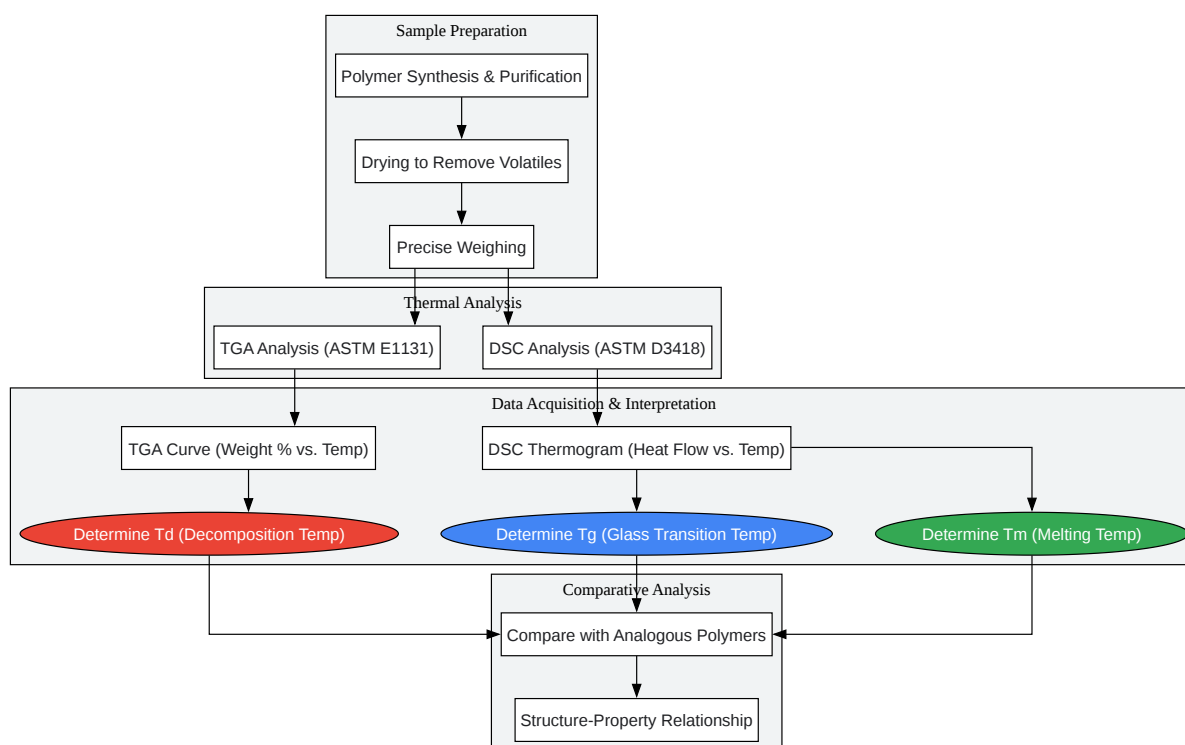 Sample Preparation
Polymer Synthesis & Purification
Drying to Remove Volatiles
Precise Weighing
Thermal Analysis
TGA Analysis (ASTM E1131)
DSC Analysis (ASTM D3418)
Data Acquisition & Interpretation
TGA Curve (Weight % vs. Temp)
DSC Thermogram (Heat Flow vs. Temp)
Determine Td (Decomposition Temp)
Determine Tg (Glass Transition Temp)
Determine Tm (Melting Temp)
Comparative Analysis
Compare with Analogous Polymers
Structure-Property Relationship